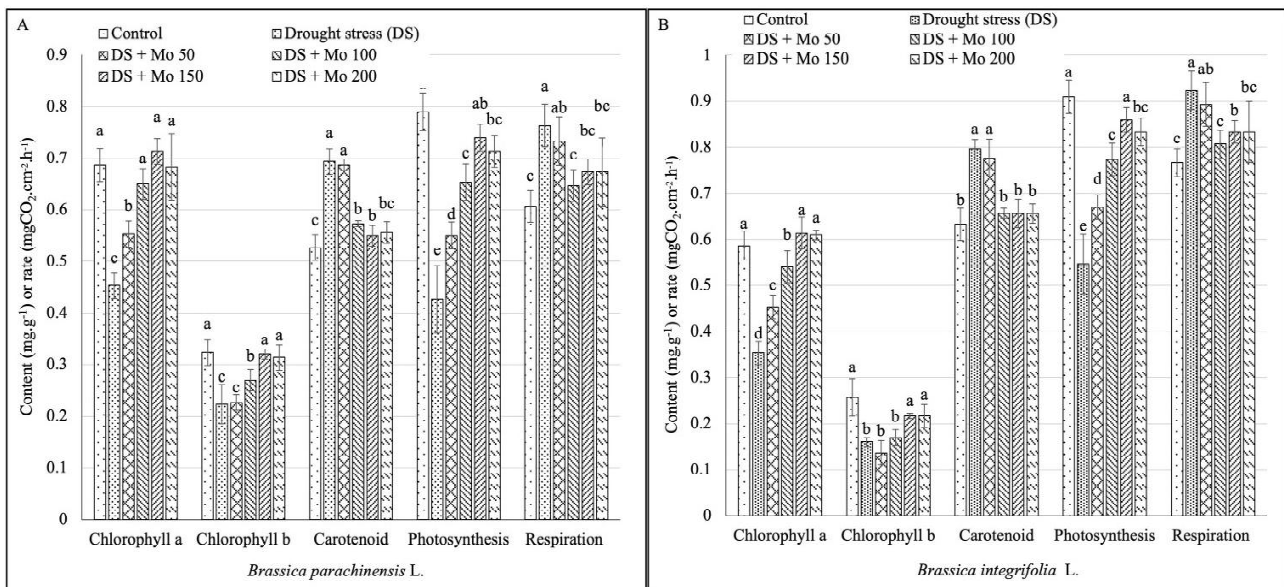 A
Control
Drought stress (DS)
DS + Mo 50
DS + Mo 100
DS + Mo 150
DS + Mo 200
Content (mg.g⁻¹) or rate (mgCO₂.cm⁻².h⁻¹)
0.9
0.8
0.7
0.6
0.5
0.4
0.3
0.2
0.1
0
a c b a a a
a c c b a a
c a a b b bc
e d c ab bc
c a ab c bc bc
Chlorophyll a Chlorophyll b Carotenoid Photosynthesis Respiration
Brassica parachinensis L.
B
Control
Drought stress (DS)
DS + Mo 50
DS + Mo 100
DS + Mo 150
DS + Mo 200
Content (mg.g⁻¹) or rate (mgCO₂.cm⁻².h⁻¹)
1
0.9
0.8
0.7
0.6
0.5
0.4
0.3
0.2
0.1
0
a d c b a a
a b b b a a
b a a b b b
a e d c a bc
c a ab c b bc
Chlorophyll a Chlorophyll b Carotenoid Photosynthesis Respiration
Brassica integrifolia L.